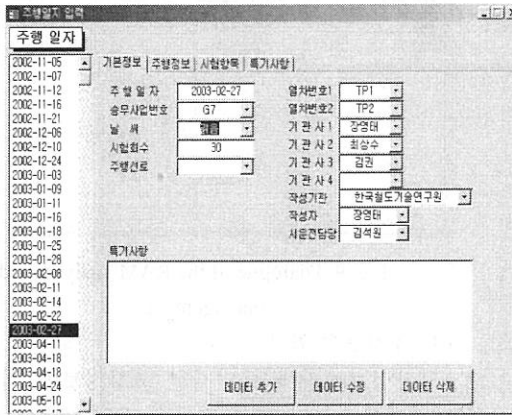 주행일지 입력
주행 일자
2002-11-05
2002-11-07
2002-11-12
2002-11-16
2002-11-21
2002-12-06
2002-12-10
2002-12-24
2003-01-03
2003-01-09
2003-01-11
2003-01-16
2003-01-18
2003-01-25
2003-01-28
2003-02-08
2003-02-11
2003-02-14
2003-02-22
2003-02-27
2003-04-11
2003-04-18
2003-04-18
2003-04-24
2003-05-10
기본정보 주행정보 시험항목 특기사항
주 행 일 자 2003-02-27 열차번호1 TP1
승무사업번호 G7 열차번호2 TP2
날 씨 기 관 사 1 장영태
시험회수 30 기 관 사 2 최상수
주행선로 기 관 사 3 김권
기 관 사 4
작성기관 한국철도기술연구원
작성자 장영태
시운전담당 김석원
특기사항
데이터 추가 데이터 수정 데이터 삭제